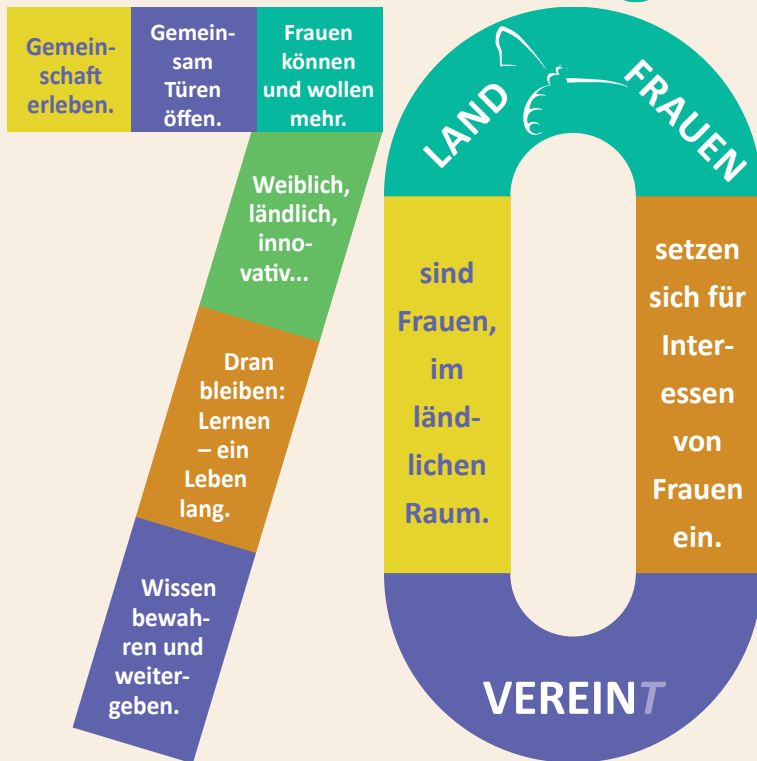 Gemein-
schaft
erleben.
Gemein-
sam
Türen
öffen.
Frauen
können
und wollen
mehr.
Weiblich,
ländlich,
inno-
vativ...
Dran
bleiben:
Lernen
– ein
Leben
lang.
Wissen
bewah-
ren und
weiter-
geben.
LAND FRAUEN
sind
Frauen,
im
länd-
lichen
Raum.
setzen
sich für
Inter-
essen
von
Frauen
ein.
VEREINT